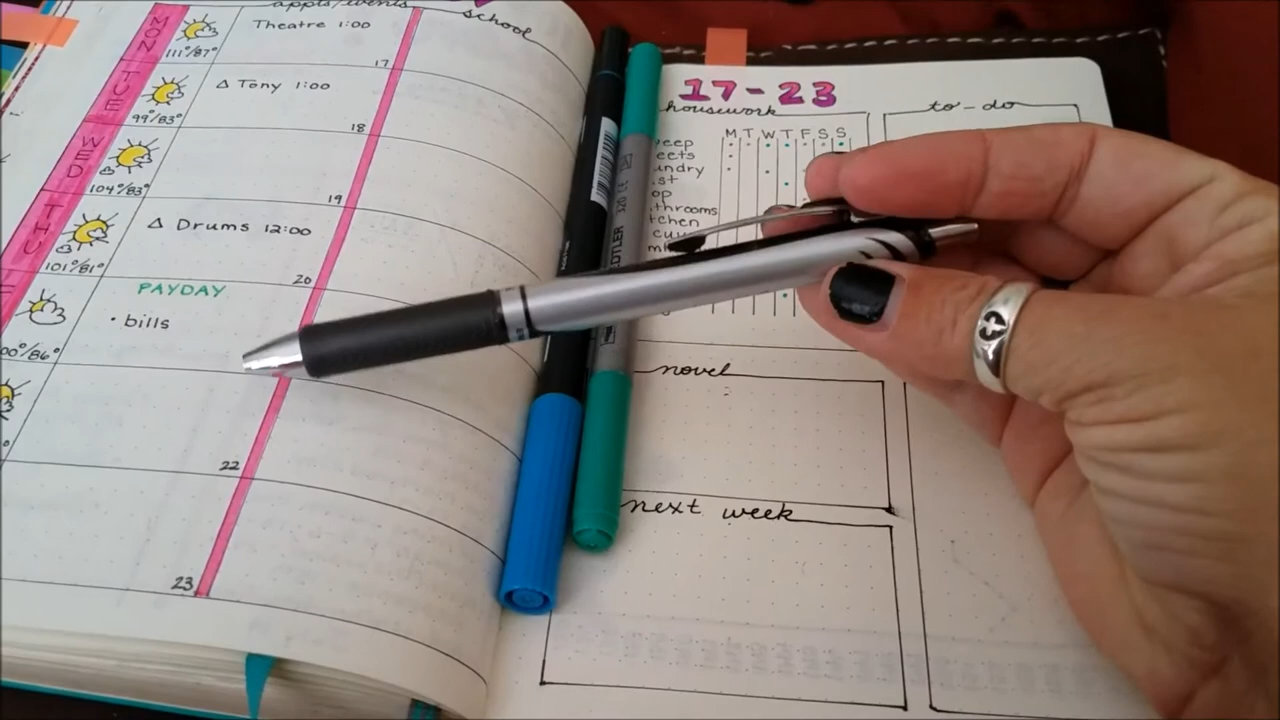 appts/events
school
MON
Theatre 1:00
111°/87°
17
TUE
Δ Tony 1:00
99°/83°
18
WED
104°/83°
19
THU
Δ Drums 12:00
101°/81°
20
PAYDAY
• bills
00°/86°
22
23
17-23
housework
to-do
M T W T F S S
eep
eets
undry
st
op
throoms
tchen
novel
next week